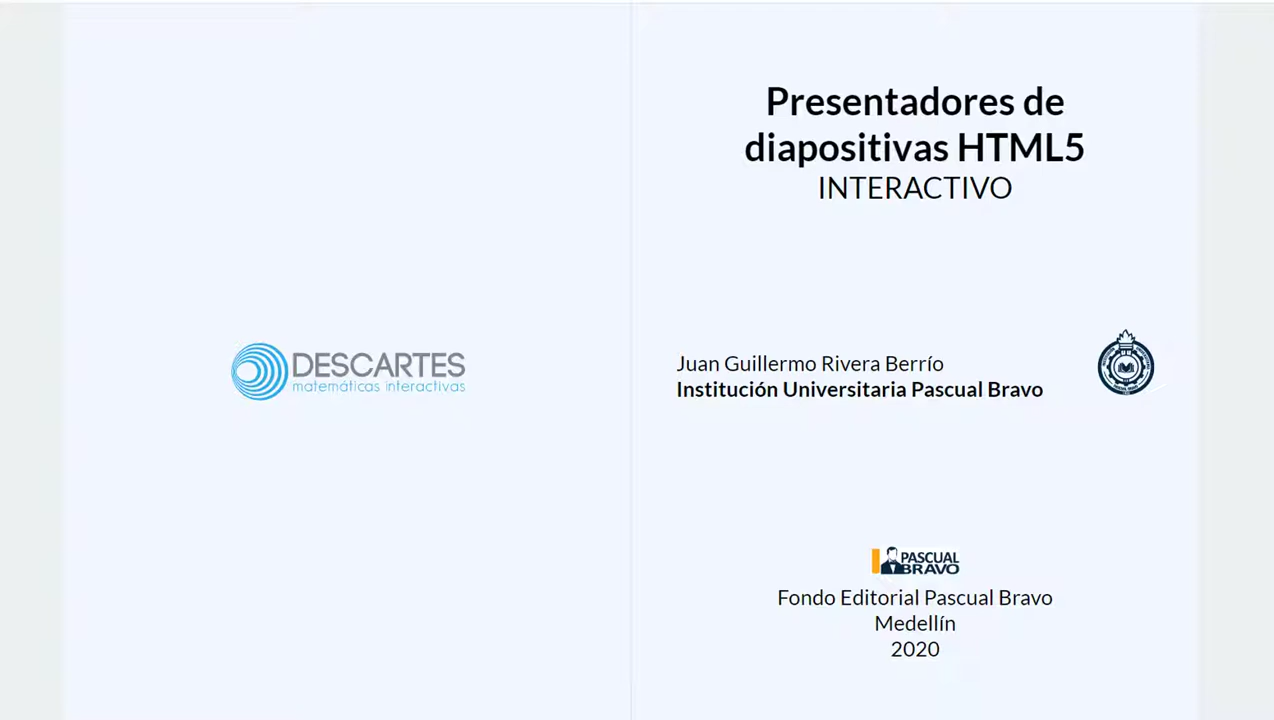 DESCARTES
matemáticas interactivas
Presentadores de
diapositivas HTML5
INTERACTIVO
Juan Guillermo Rivera Berrío
Institución Universitaria Pascual Bravo
PASCUAL
BRAVO
Fondo Editorial Pascual Bravo
Medellín
2020